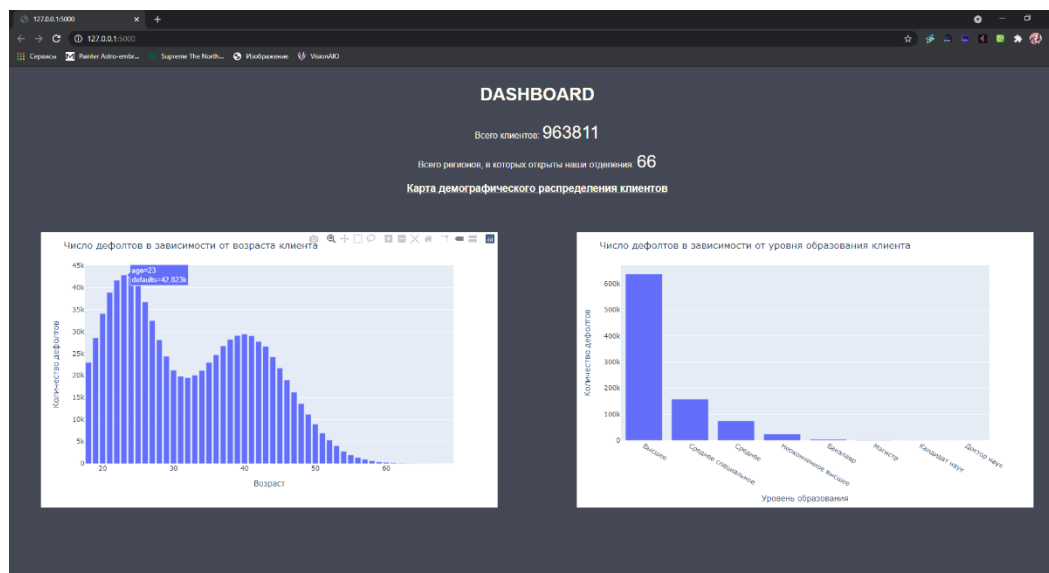 127.0.0.1:5000
127.0.0.1:5000
Сервисы Painter Astro-embr... Supreme The North... Изображение VisionAIO
DASHBOARD
Всего клиентов: 963811
Всего регионов, в которых открыты наши отделения 66
Карта демографического распределения клиентов
Число дефолтов в зависимости от возраста клиента
age=23
defaults=42.823k
45k
40k
35k
30k
25k
20k
15k
10k
5k
0
Количество дефолтов
20 30 40 50 60
Возраст
Число дефолтов в зависимости от уровня образования клиента
600k
500k
400k
300k
200k
100k
0
Количество дефолтов
Высшее
Среднее специальное
Среднее
Неоконченное высшее
Бакалавр
Магистр
Кандидат наук
Доктор наук
Уровень образования